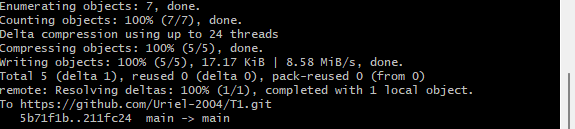 Enumerating objects: 7, done.
Counting objects: 100% (7/7), done.
Delta compression using up to 24 threads
Compressing objects: 100% (5/5), done.
Writing objects: 100% (5/5), 17.17 KiB | 8.58 MiB/s, done.
Total 5 (delta 1), reused 0 (delta 0), pack-reused 0 (from 0)
remote: Resolving deltas: 100% (1/1), completed with 1 local object.
To https://github.com/Uriel-2004/T1.git
   5b71f1b..211fc24  main -> main